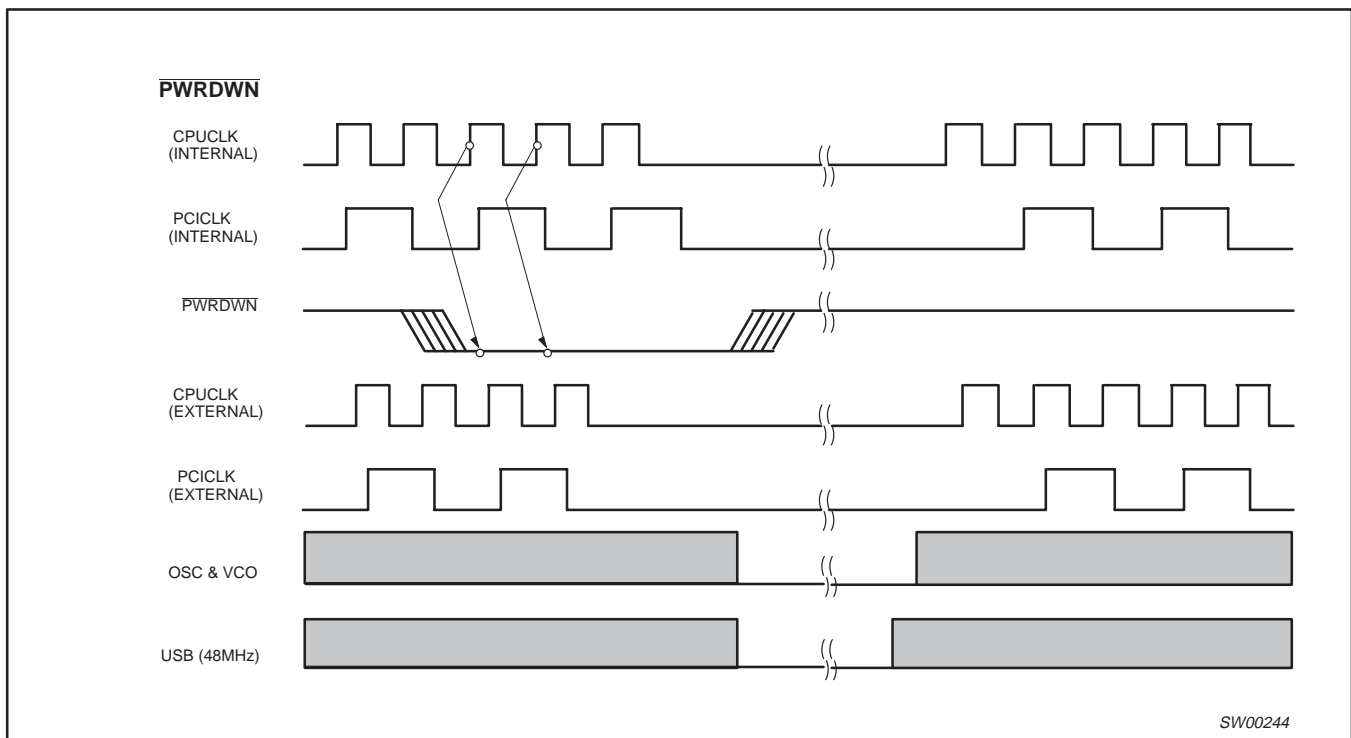 PWRDWN
CPUCLK
(INTERNAL)
PCICLK
(INTERNAL)
PWRDWN
CPUCLK
(EXTERNAL)
PCICLK
(EXTERNAL)
OSC & VCO
USB (48MHz)
SW00244